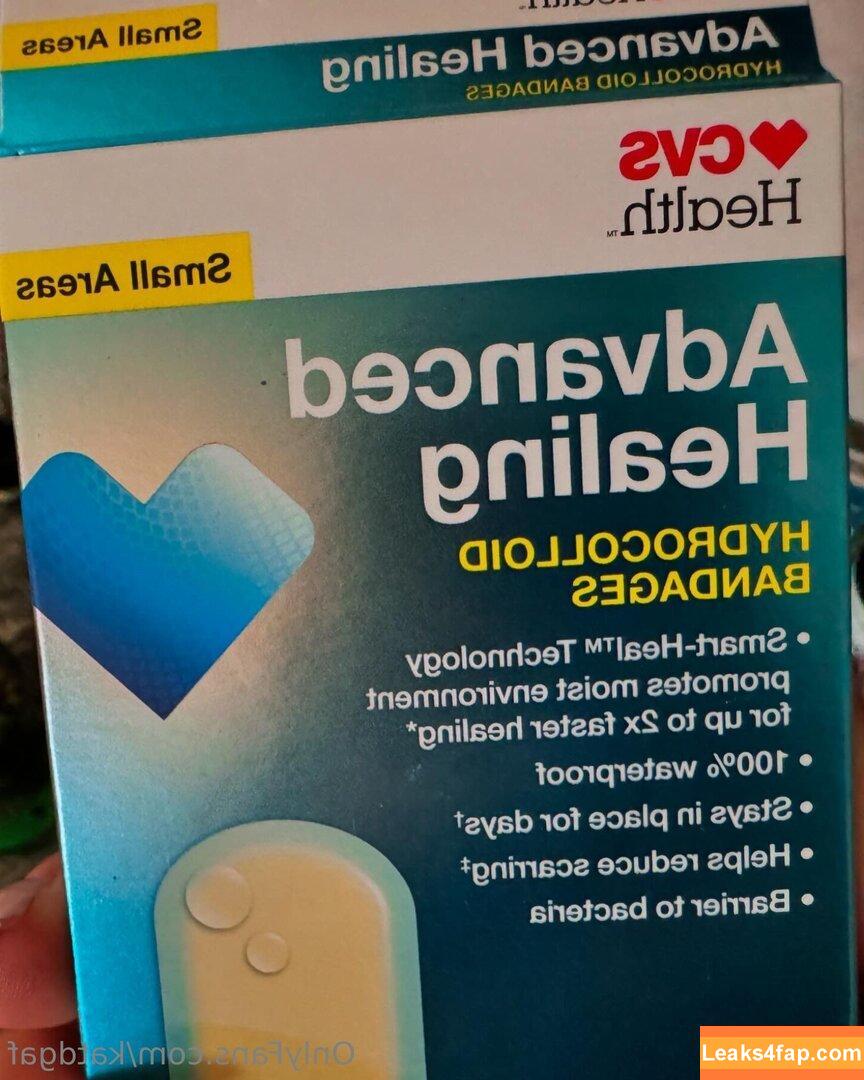 Health
Small Areas
Advanced Healing
HYDROCOLLOID BANDAGES
CVS
Health™
Small Areas
Advanced
Healing
HYDROCOLLOID
BANDAGES
• Smart-Heal™ Technology
promotes moist environment
for up to 2x faster healing*
• 100% waterproof
• Stays in place for days†
• Helps reduce scarring‡
• Barrier to bacteria
OnlyFans.com/katdgaf
Leaks4fap.com